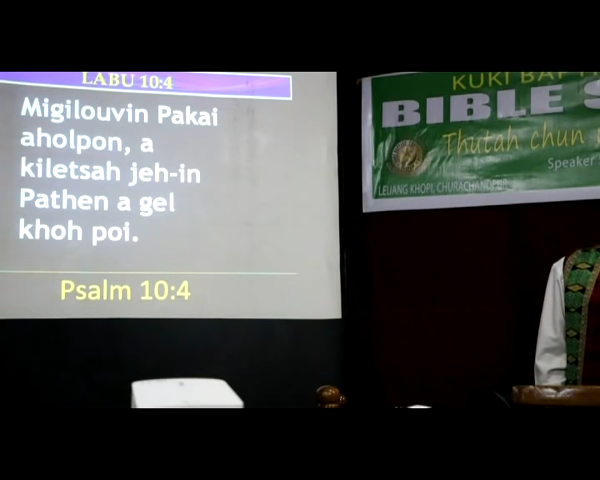 LABU 10:4
Migilouvin Pakai
aholpon, a
kiletsah jeh-in
Pathen a gel
khoh poi.
Psalm 10:4
KUKI BAPTI
BIBLE S
Thutah chun
Speaker
LEIJANG KHOPI, CHURACHANDPUR